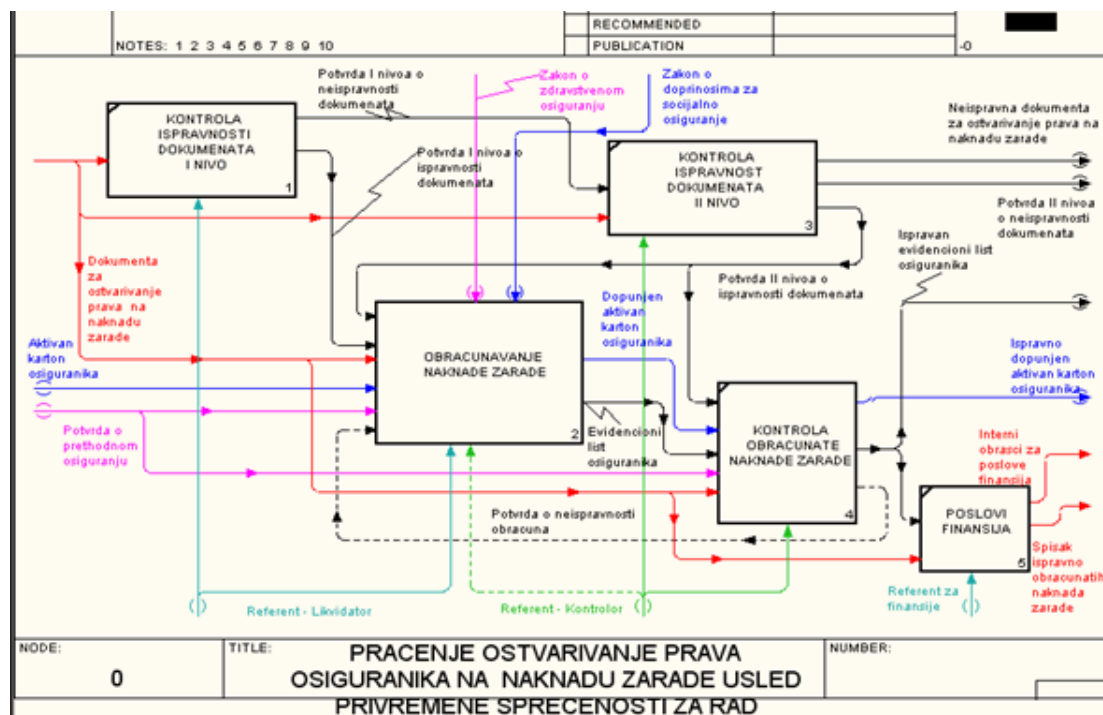 RECOMMENDED
NOTES: 1 2 3 4 5 6 7 8 9 10
PUBLICATION
-0
Potvrda I nivoa o
neispravnosti
dokumenata
Zakon o
zdravstvenom
osiguranju
Zakon o
doprinosima za
socijalno
osiguranje
Neispravna dokumenta
za ostvarivanje prava na
naknadu zarade
KONTROLA
ISPRAVNOSTI
DOKUMENATA
I NIVO
1
Potvrda I nivoa o
ispravnosti
dokumenata
KONTROLA
ISPRAVNOST
DOKUMENATA
II NIVO
3
Potvrda II nivoa
o neispravnosti
dokumenata
Ispravan
evidencioni list
osiguranika
Dokumenta
za
ostvarivanje
prava na
naknadu
zarade
Potvrda II nivoa o
ispravnosti dokumenata
Dopunjen
aktivan
karton
osiguranika
Aktivan
karton
osiguranika
OBRACUNAVANJE
NAKNADE ZARADE
2
Ispravno
dopunjen
aktivan karton
osiguranika
Potvrda o
prethodnom
osiguranju
Evidencioni
list
osiguranika
KONTROLA
OBRACUNATE
NAKNADE ZARADE
4
Interni
obrasci za
poslove
finansija
Potvrda o neispravnosti
obracuna
POSLOVI
FINANSIJA
5
Spisak
ispravno
obracunatih
naknada
zarade
Referent - Likvidator
Referent - Kontrolor
Referent za
finansije
NODE:
0
TITLE:
PRACENJE OSTVARIVANJE PRAVA
OSIGURANIKA NA NAKNADU ZARADE USLED
PRIVREMENE SPRECENOSTI ZA RAD
NUMBER: